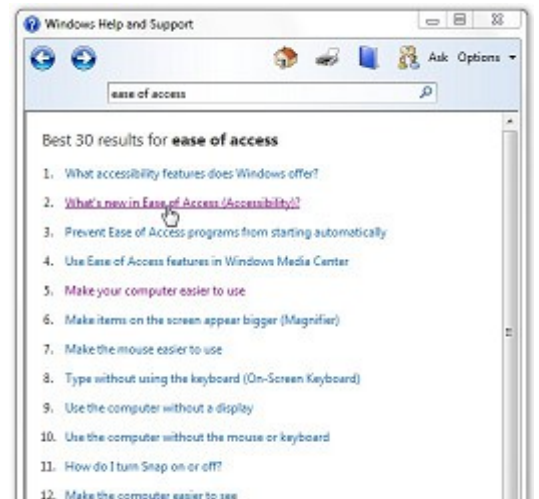 Windows Help and Support
Ask Options
ease of access
Best 30 results for ease of access
1. What accessibility features does Windows offer?
2. What's new in Ease of Access (Accessibility)?
3. Prevent Ease of Access programs from starting automatically
4. Use Ease of Access features in Windows Media Center
5. Make your computer easier to use
6. Make items on the screen appear bigger (Magnifier)
7. Make the mouse easier to use
8. Type without using the keyboard (On-Screen Keyboard)
9. Use the computer without a display
10. Use the computer without the mouse or keyboard
11. How do I turn Snap on or off?
12. Make the computer easier to see